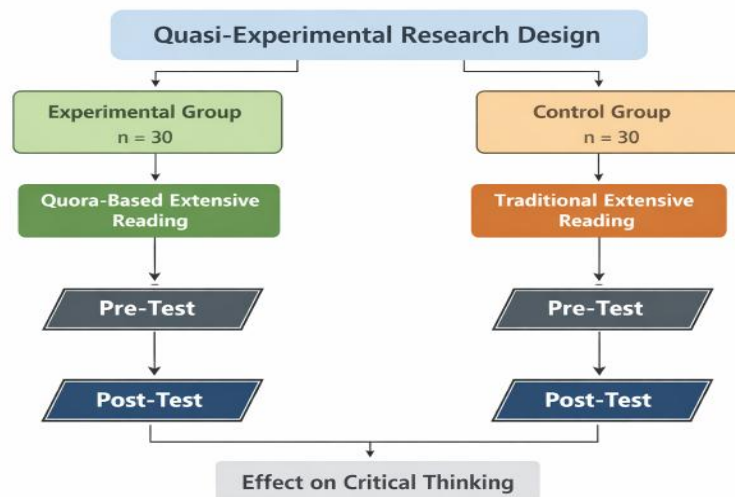 Quasi-Experimental Research Design
Experimental Group
n = 30
Control Group
n = 30
Quora-Based Extensive
Reading
Traditional Extensive
Reading
Pre-Test
Pre-Test
Post-Test
Post-Test
Effect on Critical Thinking